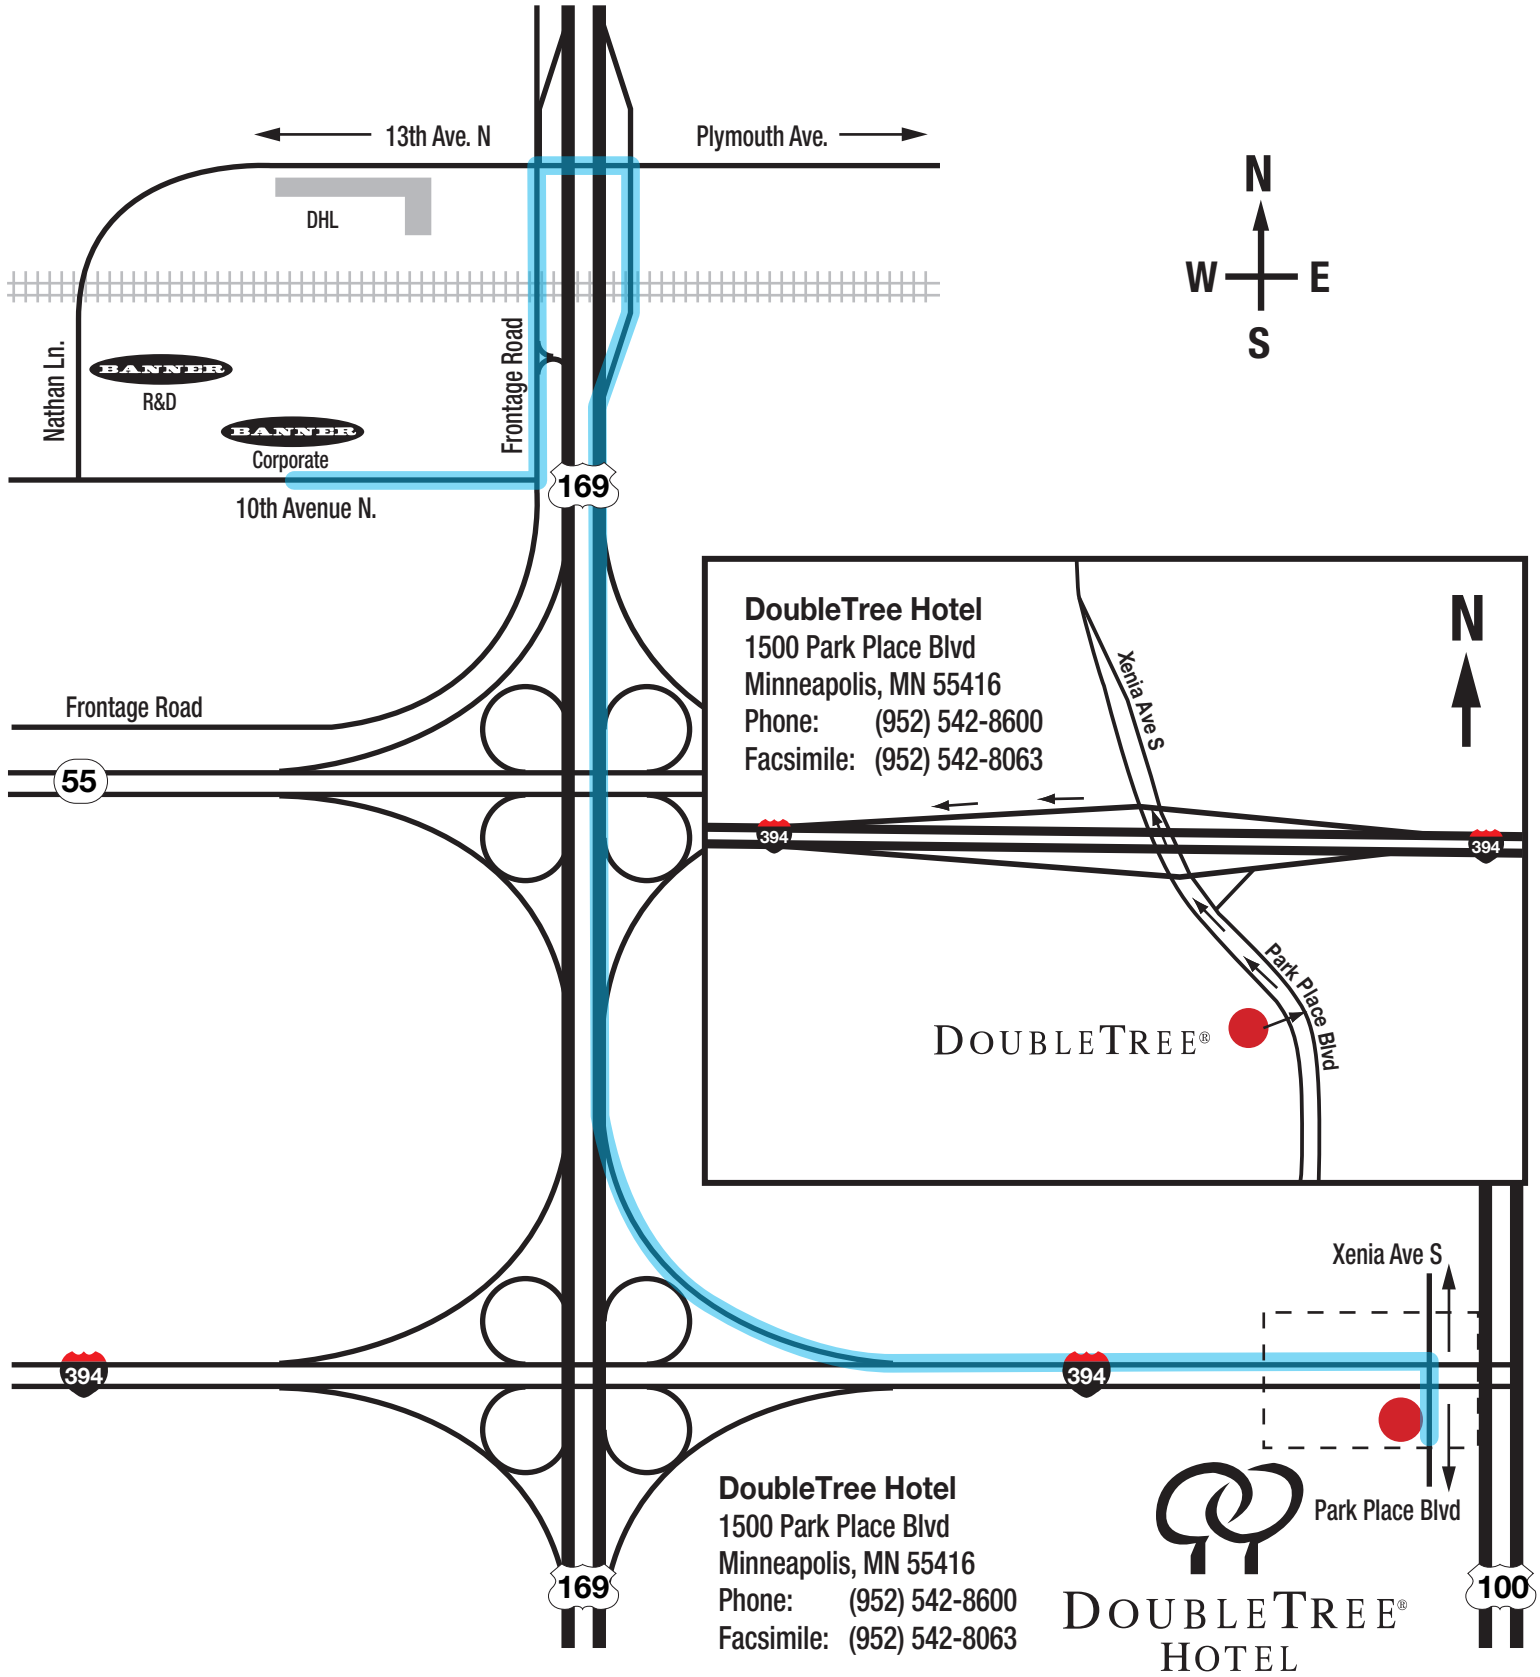 13th Ave. N
Plymouth Ave.
N
W E
S
DHL
Nathan Ln.
BANNER
R&D
BANNER
Corporate
Frontage Road
10th Avenue N.
169
DoubleTree Hotel
1500 Park Place Blvd
Minneapolis, MN 55416
Phone: (952) 542-8600
Facsimile: (952) 542-8063
N
Xenia Ave S
394
394
Park Place Blvd
DOUBLETREE®
Frontage Road
55
Xenia Ave S
394
394
Park Place Blvd
DoubleTree Hotel
1500 Park Place Blvd
Minneapolis, MN 55416
Phone: (952) 542-8600
Facsimile: (952) 542-8063
169
100
DOUBLETREE®
HOTEL